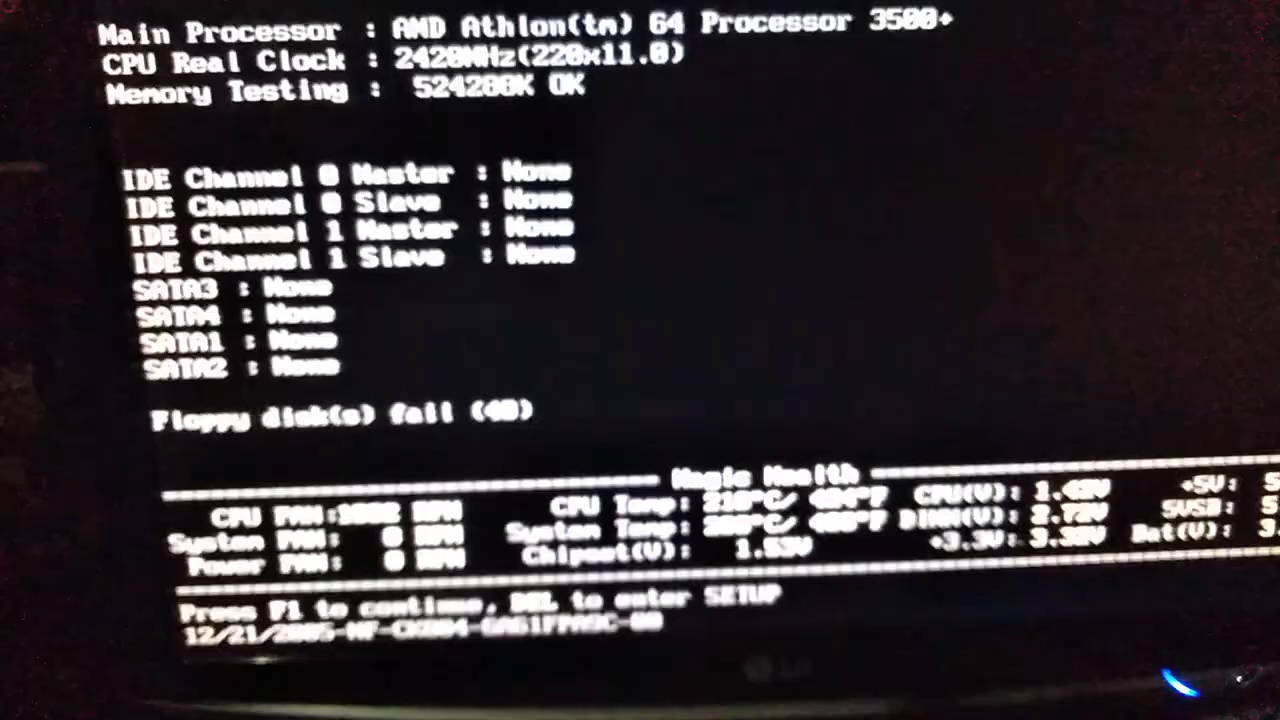 Main Processor : AMD Athlon(tm) 64 Processor 3500+
CPU Real Clock : 2420MHz(220x11.0)
Memory Testing : 524288K OK
IDE Channel 0 Master : None
IDE Channel 0 Slave : None
IDE Channel 1 Master : None
IDE Channel 1 Slave : None
SATA3 : None
SATA4 : None
SATA1 : None
SATA2 : None
Floppy disk(s) fail (40)
Magic Health
CPU FAN: RPM CPU Temp: CPU(V): +5V: 5
System FAN: 0 RPM System Temp: DIMM(V): 2.72V 5VSB: 5
Power FAN: 0 RPM Chipset(V): 1.53V +3.3V: Bat(V): 3.
Press F1 to continue, DEL to enter SETUP
LG